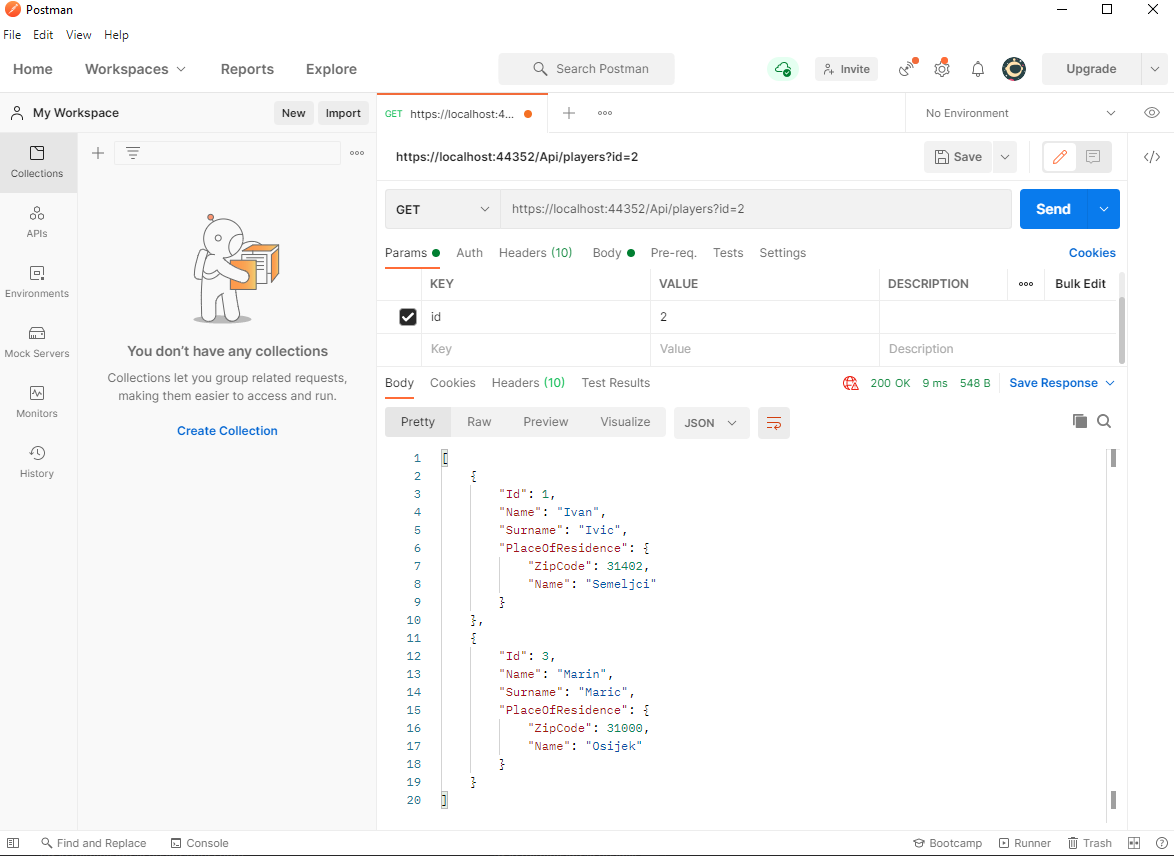 Postman
File Edit View Help
Home Workspaces Reports Explore Search Postman Invite Upgrade
My Workspace New Import GET https://localhost:4... No Environment
Collections
APIs
Environments
Mock Servers
Monitors
History
You don't have any collections
Collections let you group related requests,
making them easier to access and run.
Create Collection
https://localhost:44352/Api/players?id=2 Save
GET https://localhost:44352/Api/players?id=2 Send
Params Auth Headers (10) Body Pre-req. Tests Settings Cookies
KEY VALUE DESCRIPTION Bulk Edit
id 2
Key Value Description
Body Cookies Headers (10) Test Results 200 OK 9 ms 548 B Save Response
Pretty Raw Preview Visualize JSON
1 [
2 {
3 "Id": 1,
4 "Name": "Ivan",
5 "Surname": "Ivic",
6 "PlaceOfResidence": {
7 "ZipCode": 31402,
8 "Name": "Semeljci"
9 }
10 },
11 {
12 "Id": 3,
13 "Name": "Marin",
14 "Surname": "Maric",
15 "PlaceOfResidence": {
16 "ZipCode": 31000,
17 "Name": "Osijek"
18 }
19 }
20 ]
Find and Replace Console Bootcamp Runner Trash